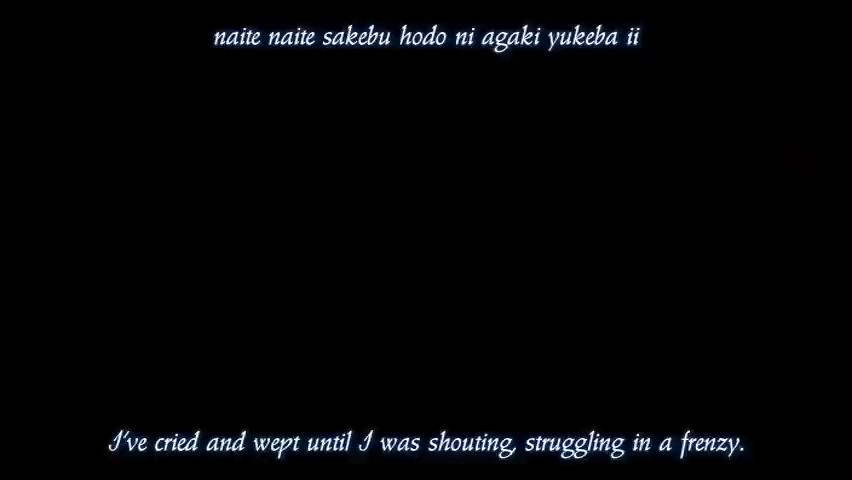 naite naite sakebu hodo ni agaki yukeba ii
I've cried and wept until I was shouting, struggling in a frenzy.